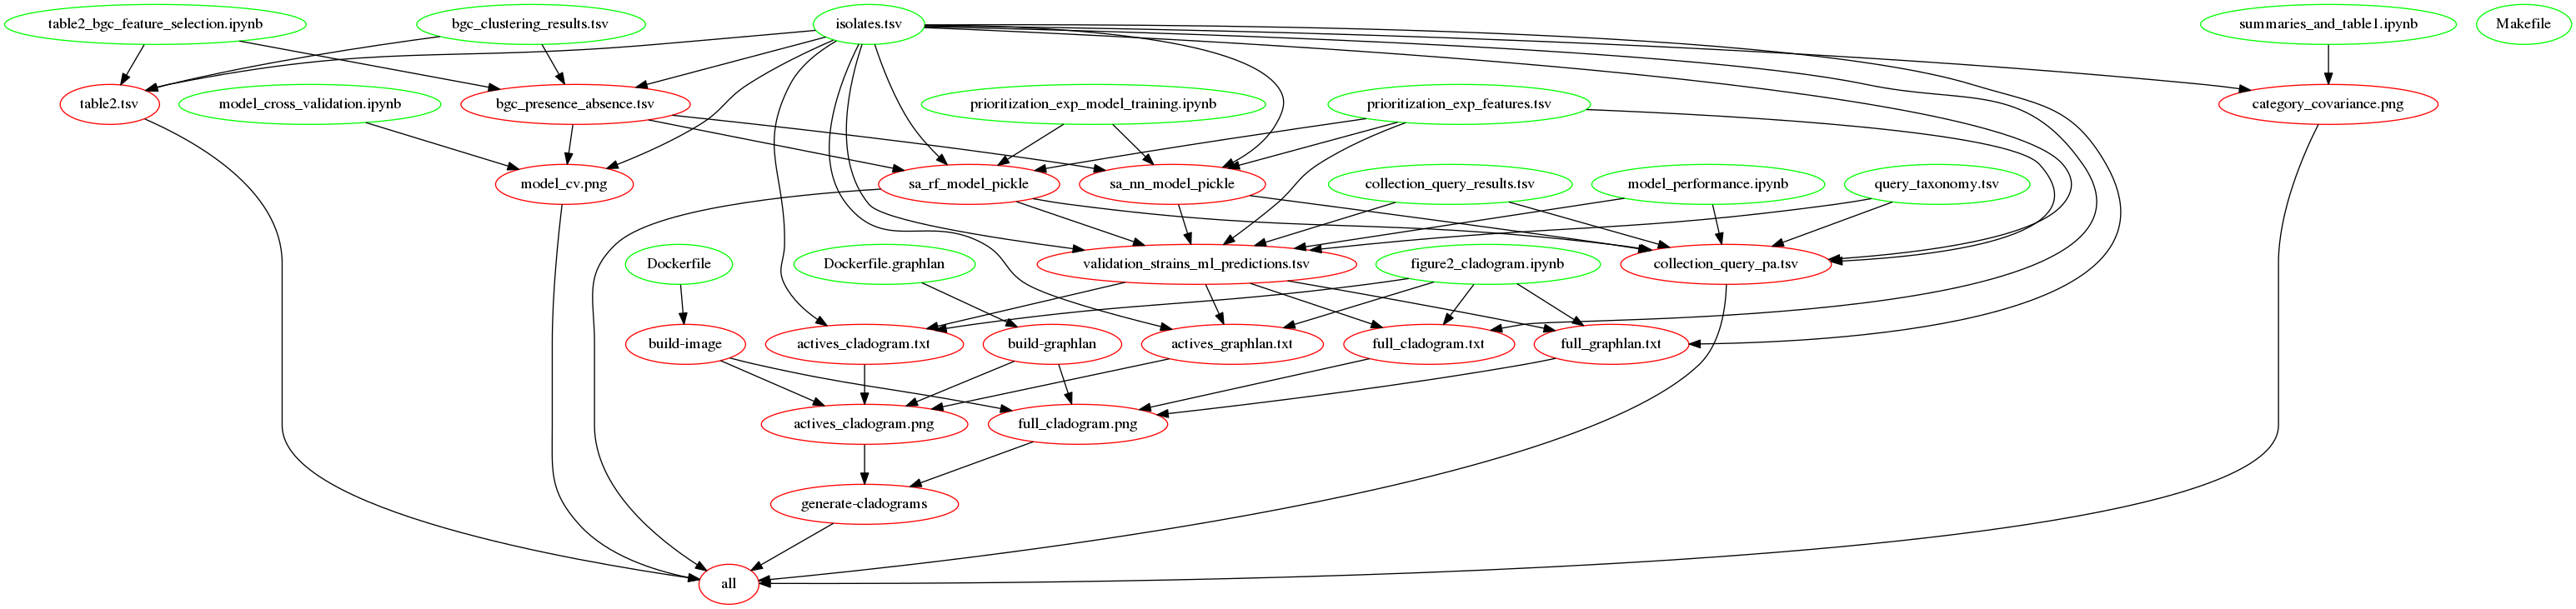 table2_bgc_feature_selection.ipynb
bgc_clustering_results.tsv
isolates.tsv
summaries_and_table1.ipynb
Makefile
table2.tsv
model_cross_validation.ipynb
bgc_presence_absence.tsv
prioritization_exp_model_training.ipynb
prioritization_exp_features.tsv
category_covariance.png
model_cv.png
sa_rf_model_pickle
sa_nn_model_pickle
collection_query_results.tsv
model_performance.ipynb
query_taxonomy.tsv
Dockerfile
Dockerfile.graphlan
validation_strains_ml_predictions.tsv
figure2_cladogram.ipynb
collection_query_pa.tsv
build-image
actives_cladogram.txt
build-graphlan
actives_graphlan.txt
full_cladogram.txt
full_graphlan.txt
actives_cladogram.png
full_cladogram.png
generate-cladograms
all